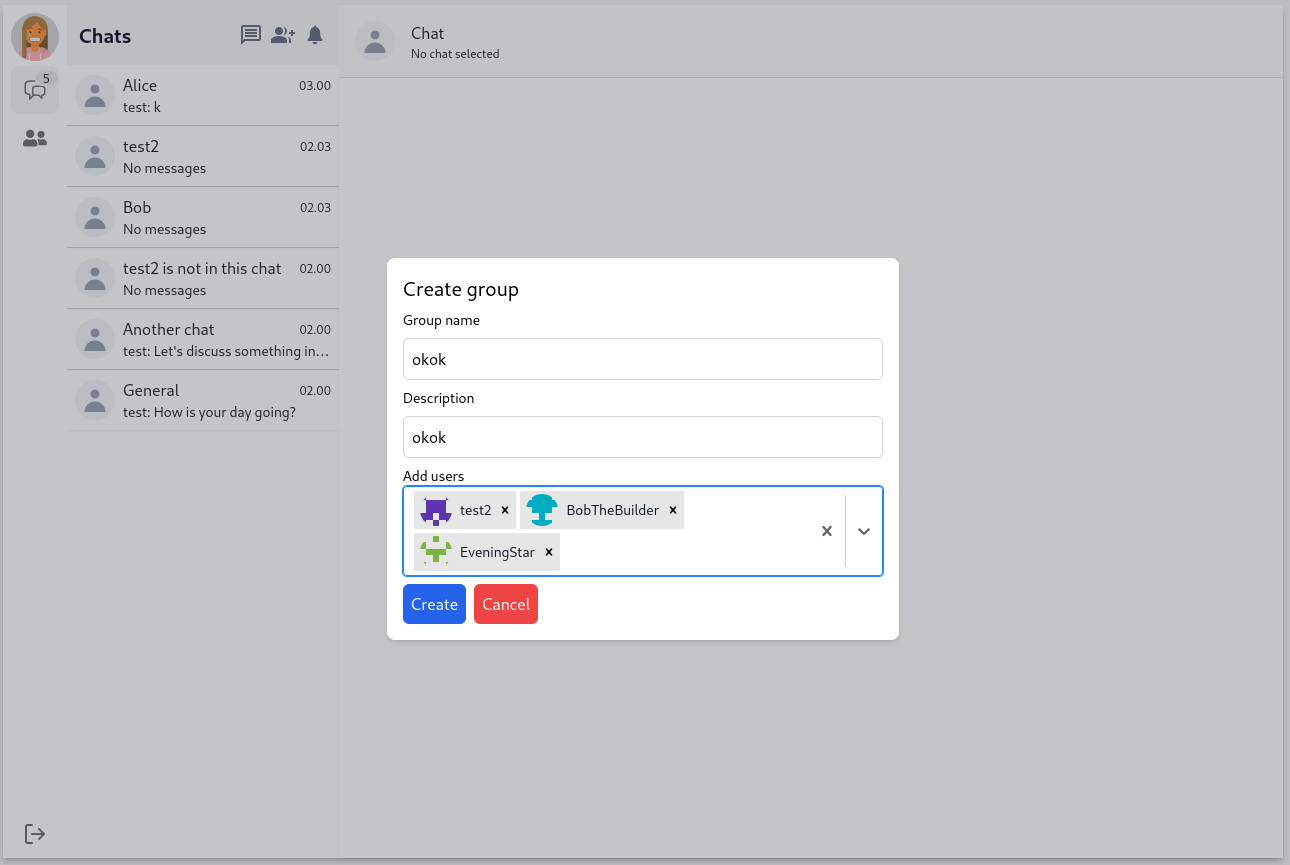 Chats
5
Alice 03.00
test: k
test2 02.03
No messages
Bob 02.03
No messages
test2 is not in this chat 02.00
No messages
Another chat 02.00
test: Let's discuss something in...
General 02.00
test: How is your day going?
Chat
No chat selected
Create group
Group name
okok
Description
okok
Add users
test2 BobTheBuilder
EveningStar
Create Cancel